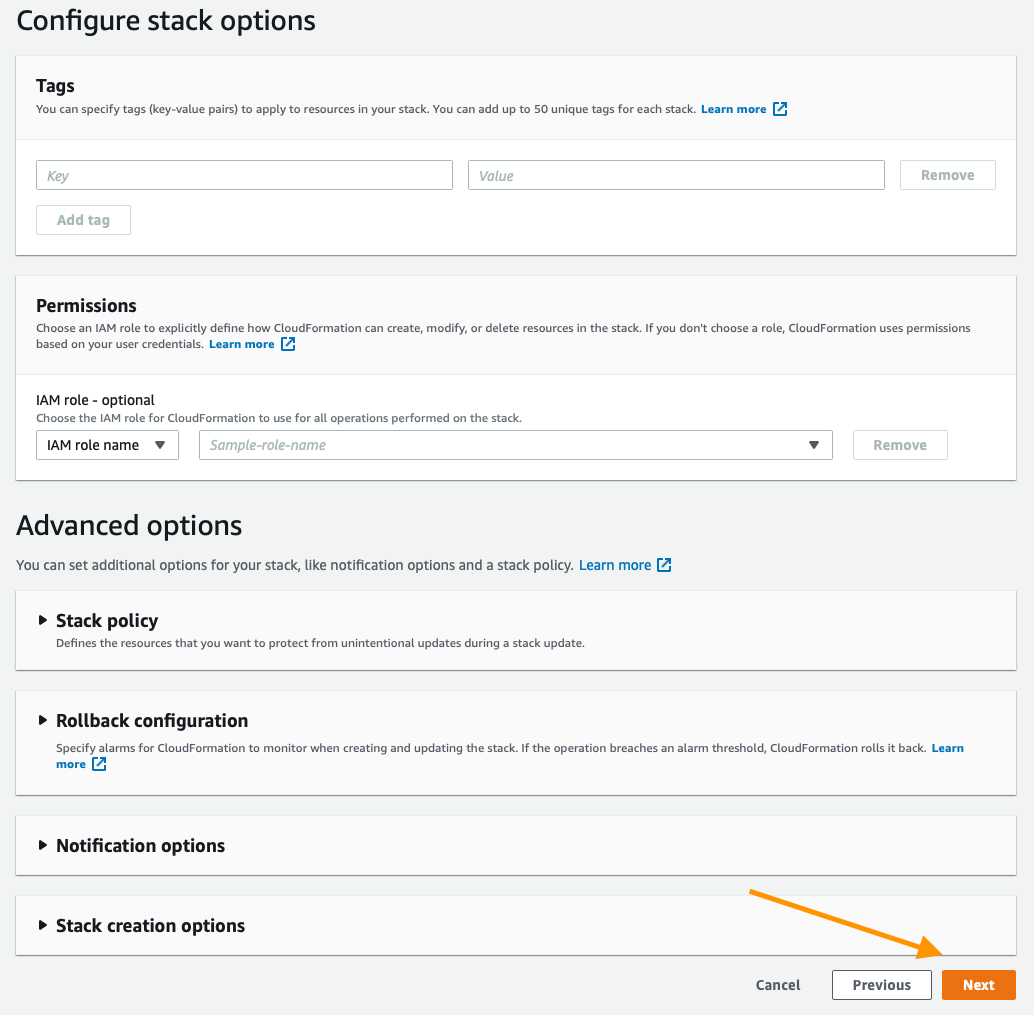 Configure stack options
Tags
You can specify tags (key-value pairs) to apply to resources in your stack. You can add up to 50 unique tags for each stack. Learn more
Key Value Remove
Add tag
Permissions
Choose an IAM role to explicitly define how CloudFormation can create, modify, or delete resources in the stack. If you don't choose a role, CloudFormation uses permissions
based on your user credentials. Learn more
IAM role - optional
Choose the IAM role for CloudFormation to use for all operations performed on the stack.
IAM role name Sample-role-name Remove
Advanced options
You can set additional options for your stack, like notification options and a stack policy. Learn more
Stack policy
Defines the resources that you want to protect from unintentional updates during a stack update.
Rollback configuration
Specify alarms for CloudFormation to monitor when creating and updating the stack. If the operation breaches an alarm threshold, CloudFormation rolls it back. Learn
more
Notification options
Stack creation options
Cancel Previous Next